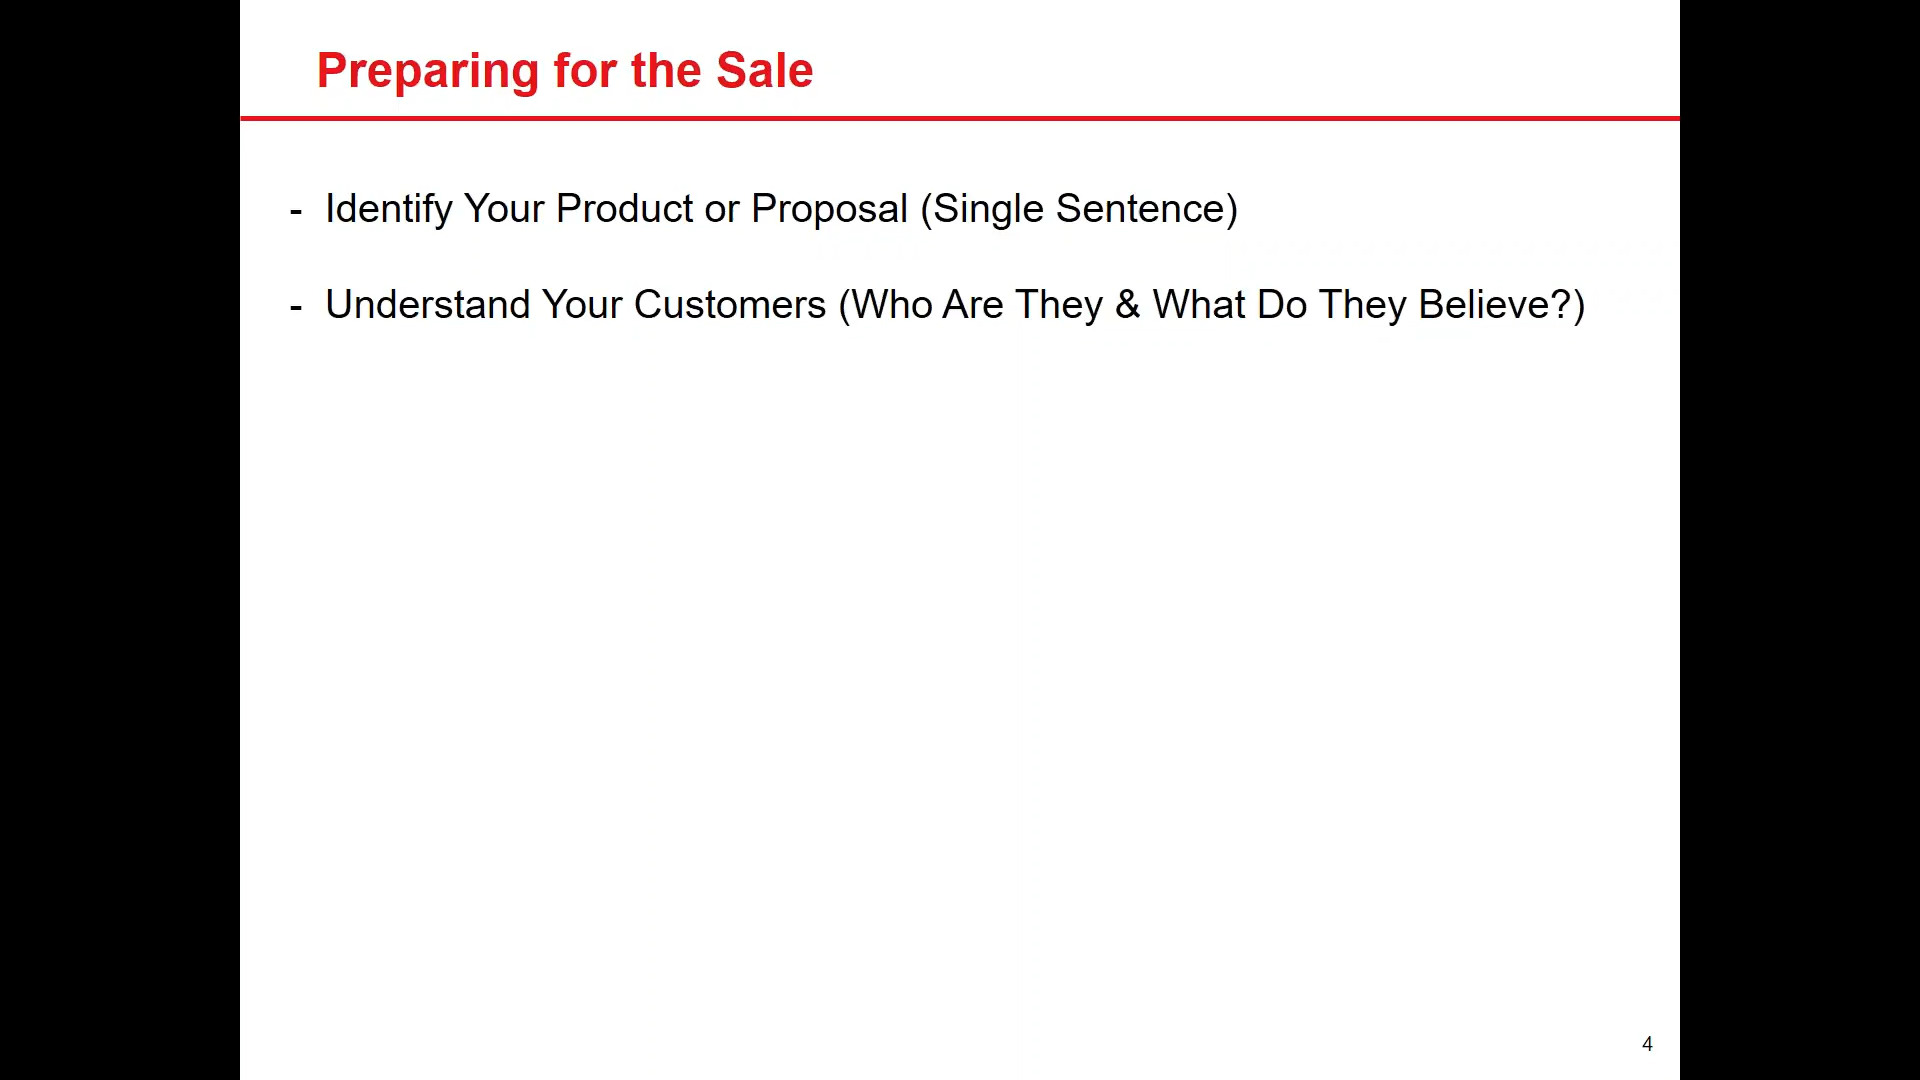 Preparing for the Sale
- Identify Your Product or Proposal (Single Sentence)
- Understand Your Customers (Who Are They & What Do They Believe?)
4